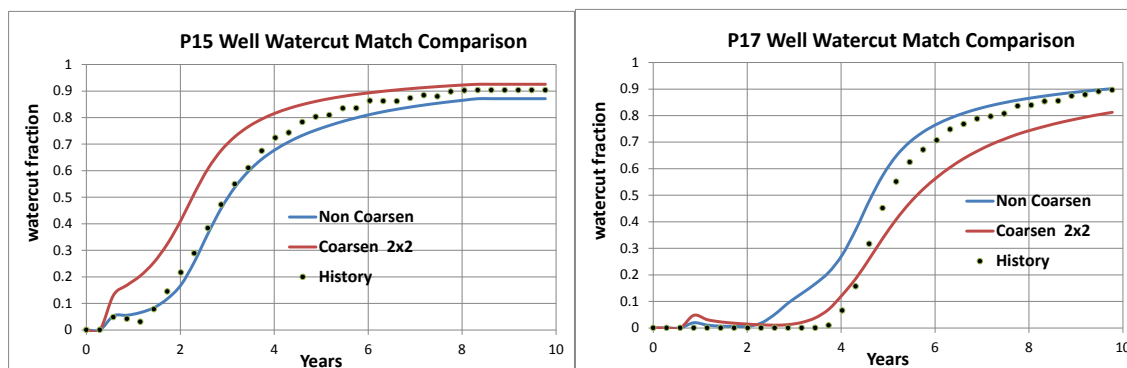 P15 Well Watercut Match Comparison
watercut fraction
1
0.9
0.8
0.7
0.6
0.5
0.4
0.3
0.2
0.1
0
Non Coarsen
Coarsen 2x2
History
0 2 4 6 8 10
Years
P17 Well Watercut Match Comparison
watercut fraction
1
0.9
0.8
0.7
0.6
0.5
0.4
0.3
0.2
0.1
0
Non Coarsen
Coarsen 2x2
History
0 2 4 6 8 10
Years